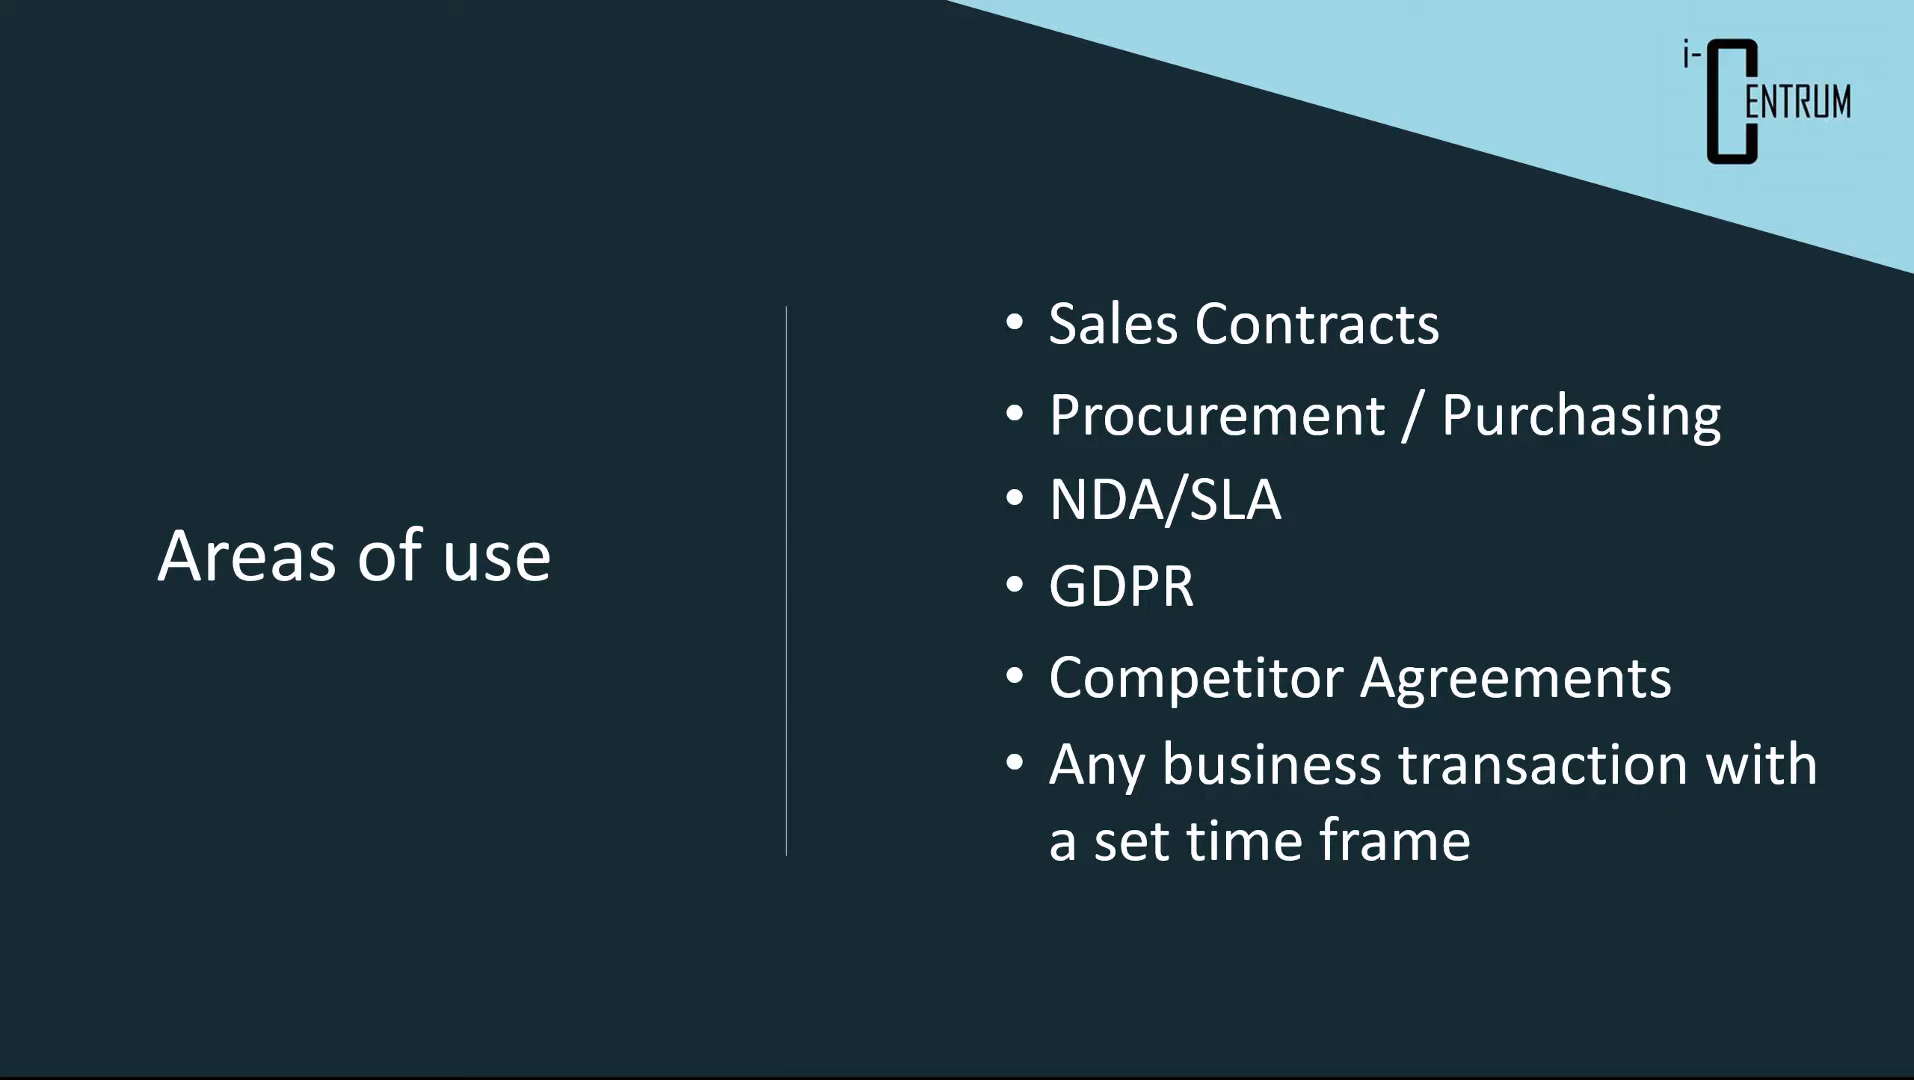 i-CENTRUM
Areas of use
• Sales Contracts
• Procurement / Purchasing
• NDA/SLA
• GDPR
• Competitor Agreements
• Any business transaction with
a set time frame